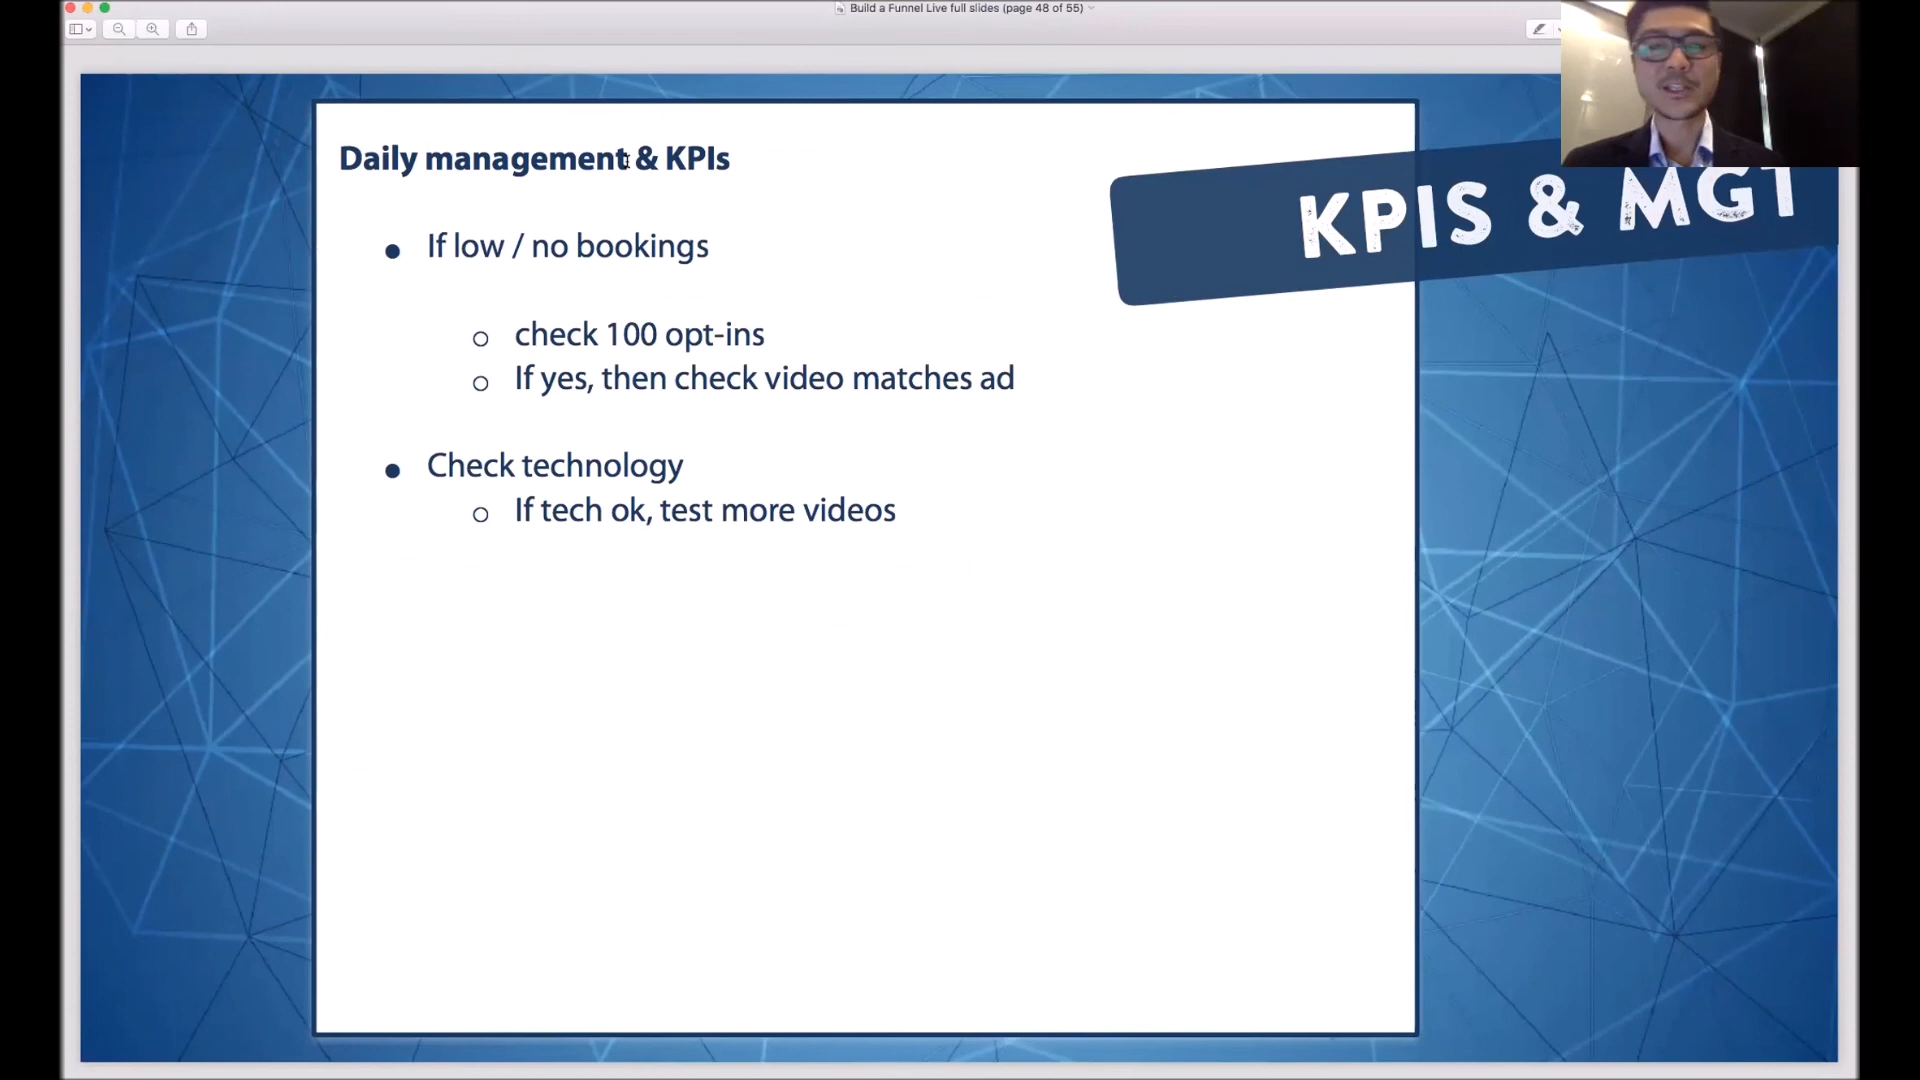 Build a Funnel Live full slides (page 48 of 55)
KPIS & MGT
Daily management & KPIs
If low / no bookings
check 100 opt-ins
If yes, then check video matches ad
Check technology
If tech ok, test more videos